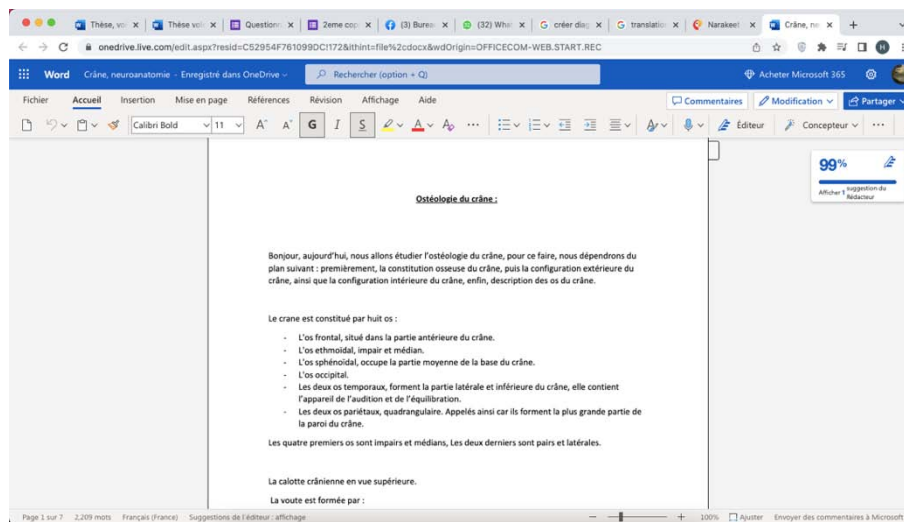 Thèse, vo
Thèse vol
Question
2eme cop
(3) Bure
(32) What
créer diag
translatio
Narakeet
Crâne, ne
onedrive.live.com/edit.aspx?resid=C52954F761099DC!172&ithint=file%2cdocx&wdOrigin=OFFICECOM-WEB.START.REC
Word Crâne, neuroanatomie - Enregistré dans OneDrive
Rechercher (option + Q)
Acheter Microsoft 365
Fichier Accueil Insertion Mise en page Références Révision Affichage Aide
Commentaires Modification Partager
Calibri Bold 11 G I S Éditeur Concepteur
99%
Afficher 1 suggestion du Rédacteur
Ostéologie du crâne :
Bonjour, aujourd'hui, nous allons étudier l'ostéologie du crâne, pour ce faire, nous dépendrons du
plan suivant : premièrement, la constitution osseuse du crâne, puis la configuration extérieure du
crâne, ainsi que la configuration intérieure du crâne, enfin, description des os du crâne.
Le crane est constitué par huit os :
- L'os frontal, situé dans la partie antérieure du crâne.
- L'os ethmoïdal, impair et médian.
- L'os sphénoïdal, occupe la partie moyenne de la base du crâne.
- L'os occipital.
- Les deux os temporaux, forment la partie latérale et inférieure du crâne, elle contient
l'appareil de l'audition et de l'équilibration.
- Les deux os pariétaux, quadrangulaire. Appelés ainsi car ils forment la plus grande partie de
la paroi du crâne.
Les quatre premiers os sont impairs et médians, Les deux derniers sont pairs et latérales.
La calotte crânienne en vue supérieure.
La voute est formée par :
Page 1 sur 7 2,209 mots Français (France) Suggestions de l'éditeur : affichage
100% Ajuster Envoyer des commentaires à Microsoft